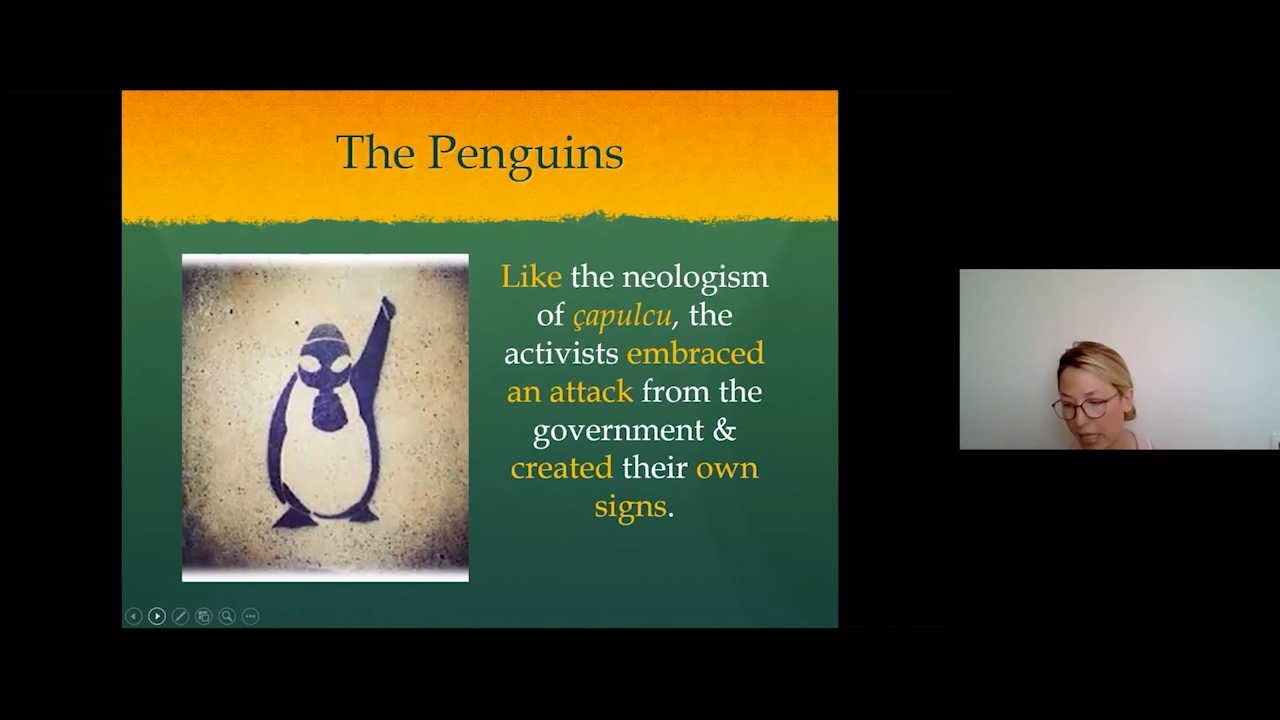 The Penguins
Like the neologism
of çapulcu, the
activists embraced
an attack from the
government &
created their own
signs.